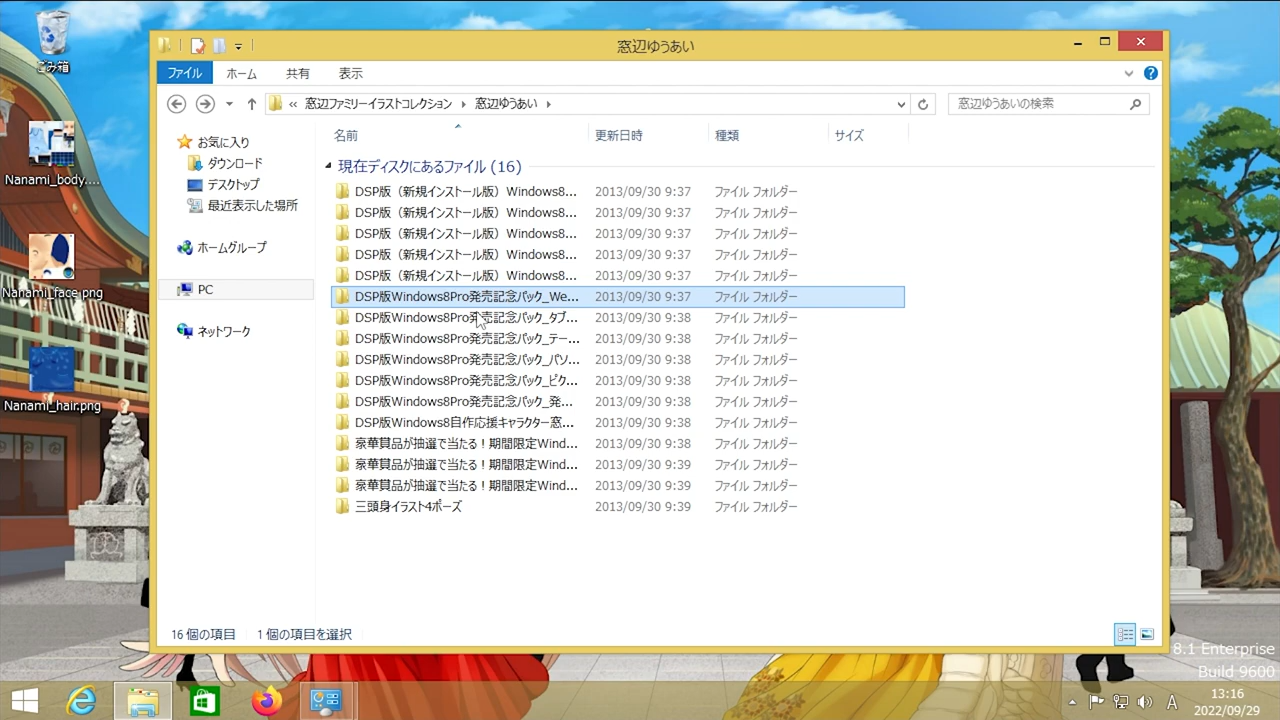 ごみ箱
Nanami_body....
Nanami_face.png
Nanami_hair.png
窓辺ゆうあい
ファイル ホーム 共有 表示
« 窓辺ファミリーイラストコレクション 窓辺ゆうあい
窓辺ゆうあいの検索
お気に入り
ダウンロード
デスクトップ
最近表示した場所
ホームグループ
PC
ネットワーク
名前 更新日時 種類 サイズ
現在ディスクにあるファイル (16)
DSP版（新規インストール版）Windows8... 2013/09/30 9:37 ファイル フォルダー
DSP版（新規インストール版）Windows8... 2013/09/30 9:37 ファイル フォルダー
DSP版（新規インストール版）Windows8... 2013/09/30 9:37 ファイル フォルダー
DSP版（新規インストール版）Windows8... 2013/09/30 9:37 ファイル フォルダー
DSP版（新規インストール版）Windows8... 2013/09/30 9:37 ファイル フォルダー
DSP版Windows8Pro発売記念パック_We... 2013/09/30 9:37 ファイル フォルダー
DSP版Windows8Pro発売記念パック_タブ... 2013/09/30 9:38 ファイル フォルダー
DSP版Windows8Pro発売記念パック_テー... 2013/09/30 9:38 ファイル フォルダー
DSP版Windows8Pro発売記念パック_パソ... 2013/09/30 9:38 ファイル フォルダー
DSP版Windows8Pro発売記念パック_ピク... 2013/09/30 9:38 ファイル フォルダー
DSP版Windows8Pro発売記念パック_発... 2013/09/30 9:38 ファイル フォルダー
DSP版Windows8自作応援キャラクター窓... 2013/09/30 9:38 ファイル フォルダー
豪華賞品が抽選で当たる！期間限定Wind... 2013/09/30 9:38 ファイル フォルダー
豪華賞品が抽選で当たる！期間限定Wind... 2013/09/30 9:39 ファイル フォルダー
豪華賞品が抽選で当たる！期間限定Wind... 2013/09/30 9:39 ファイル フォルダー
三頭身イラスト4ポーズ 2013/09/30 9:39 ファイル フォルダー
16 個の項目 1 個の項目を選択
8.1 Enterprise
Build 9600
A
13:16
2022/09/29